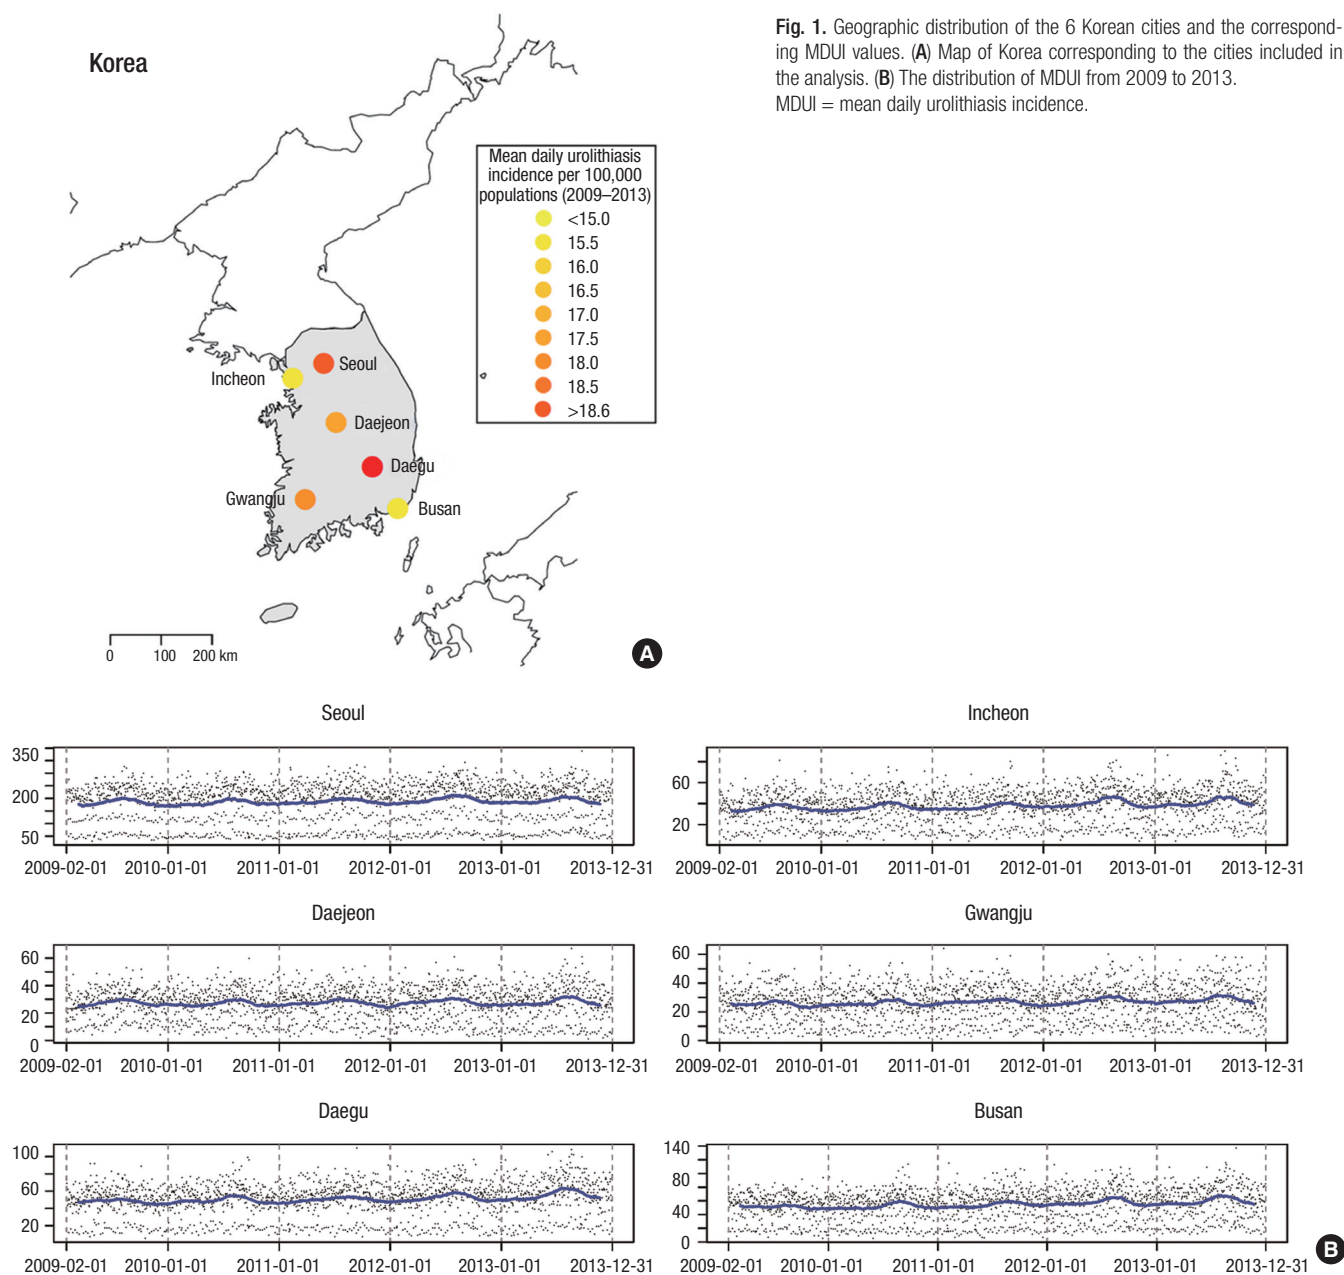 Fig. 1. Geographic distribution of the 6 Korean cities and the correspond-
ing MDUI values. (A) Map of Korea corresponding to the cities included in
the analysis. (B) The distribution of MDUI from 2009 to 2013.
MDUI = mean daily urolithiasis incidence.
Korea
Mean daily urolithiasis
incidence per 100,000
populations (2009–2013)
<15.0
15.5
16.0
16.5
17.0
17.5
18.0
18.5
>18.6
Seoul
Incheon
Daejeon
Daegu
Gwangju
Busan
0 100 200 km
A
Seoul
350
200
50
2009-02-01 2010-01-01 2011-01-01 2012-01-01 2013-01-01 2013-12-31
Incheon
60
20
2009-02-01 2010-01-01 2011-01-01 2012-01-01 2013-01-01 2013-12-31
Daejeon
60
40
20
0
2009-02-01 2010-01-01 2011-01-01 2012-01-01 2013-01-01 2013-12-31
Gwangju
60
40
20
0
2009-02-01 2010-01-01 2011-01-01 2012-01-01 2013-01-01 2013-12-31
Daegu
100
60
20
2009-02-01 2010-01-01 2011-01-01 2012-01-01 2013-01-01 2013-12-31
Busan
140
80
40
0
2009-02-01 2010-01-01 2011-01-01 2012-01-01 2013-01-01 2013-12-31
B